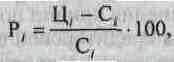 Pᵢ = (Цᵢ − Cᵢ) / Cᵢ · 100,